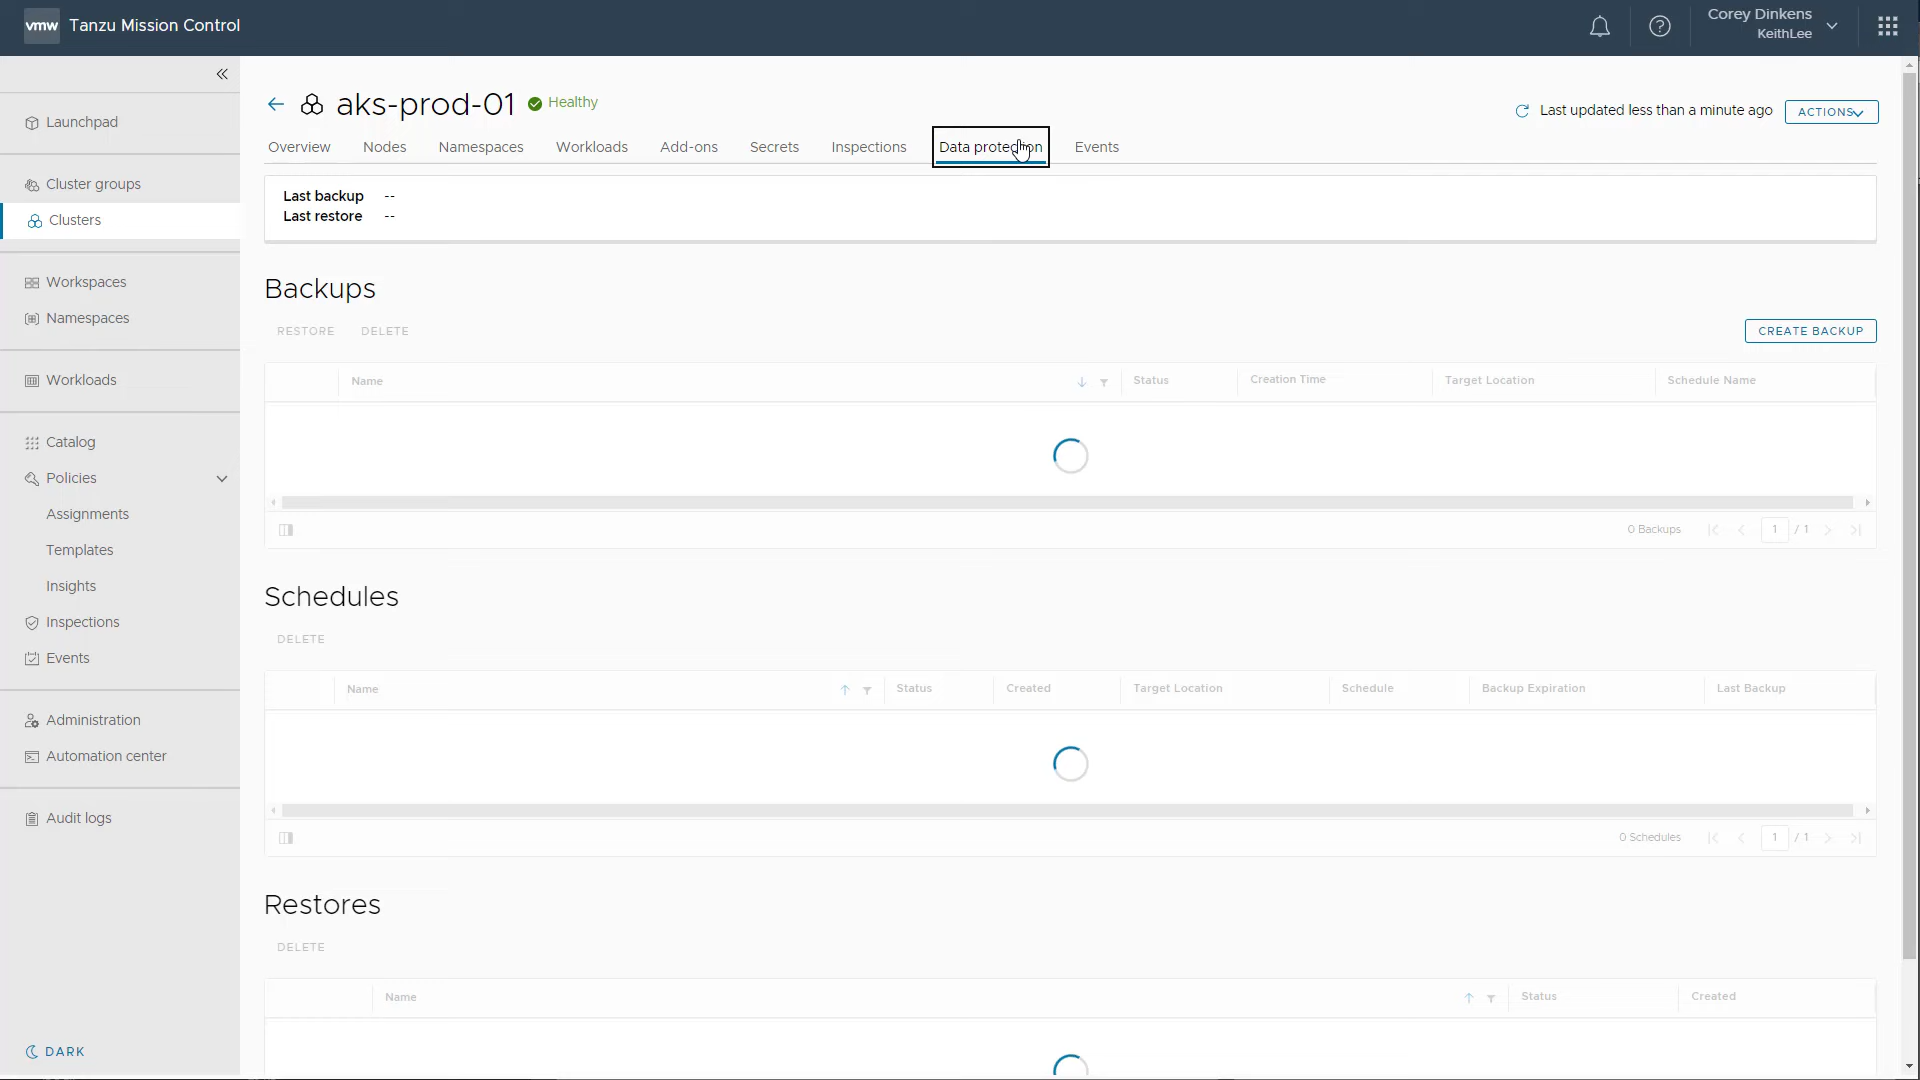 vmw Tanzu Mission Control
Corey Dinkens
KeithLee
Launchpad
Cluster groups
Clusters
Workspaces
Namespaces
Workloads
Catalog
Policies
Assignments
Templates
Insights
Inspections
Events
Administration
Automation center
Audit logs
DARK
aks-prod-01 Healthy
Last updated less than a minute ago ACTIONS
Overview Nodes Namespaces Workloads Add-ons Secrets Inspections Data protection Events
Last backup --
Last restore --
Backups
RESTORE DELETE CREATE BACKUP
Name Status Creation Time Target Location Schedule Name
0 Backups 1 / 1
Schedules
DELETE
Name Status Created Target Location Schedule Backup Expiration Last Backup
0 Schedules 1 / 1
Restores
DELETE
Name Status Created